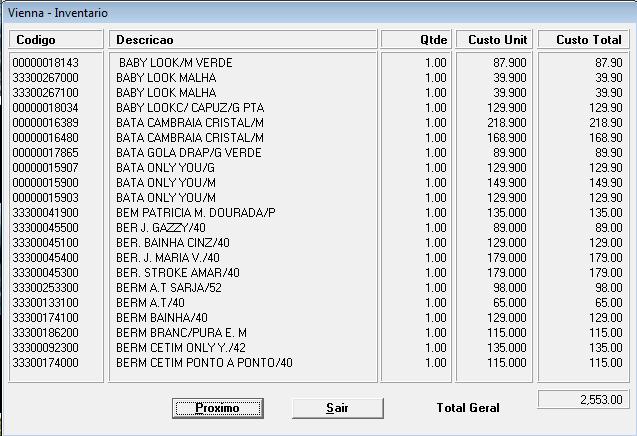 Vienna - Inventario
Codigo Descricao Qtde Custo Unit Custo Total
00000018143 BABY LOOK/M VERDE 1.00 87.900 87.90
33300267000 BABY LOOK MALHA 1.00 39.900 39.90
33300267100 BABY LOOK MALHA 1.00 39.900 39.90
00000018034 BABY LOOKC/ CAPUZ/G PTA 1.00 129.900 129.90
00000016389 BATA CAMBRAIA CRISTAL/M 1.00 218.900 218.90
00000016480 BATA CAMBRAIA CRISTAL/M 1.00 168.900 168.90
00000017865 BATA GOLA DRAP/G VERDE 1.00 89.900 89.90
00000015907 BATA ONLY YOU/G 1.00 129.900 129.90
00000015901 BATA ONLY YOU/M 1.00 149.900 149.90
00000015903 BATA ONLY YOU/M 1.00 129.900 129.90
33300041900 BEM PATRICIA M. DOURADA/P 1.00 135.000 135.00
33300045500 BER J. GAZZY/40 1.00 89.000 89.00
33300045100 BER. BAINHA CINZ/40 1.00 129.000 129.00
33300045400 BER. J. MARIA V./40 1.00 179.000 179.00
33300045300 BER. STROKE AMAR/40 1.00 179.000 179.00
33300253300 BERM A.T SARJA/52 1.00 98.000 98.00
33300133100 BERM A.T/40 1.00 65.000 65.00
33300174100 BERM BAINHA/40 1.00 129.000 129.00
33300186200 BERM BRANC/PURA E. M 1.00 115.000 115.00
33300092300 BERM CETIM ONLY Y./42 1.00 135.000 135.00
33300174000 BERM CETIM PONTO A PONTO/40 1.00 115.000 115.00
Proximo Sair Total Geral 2,553.00